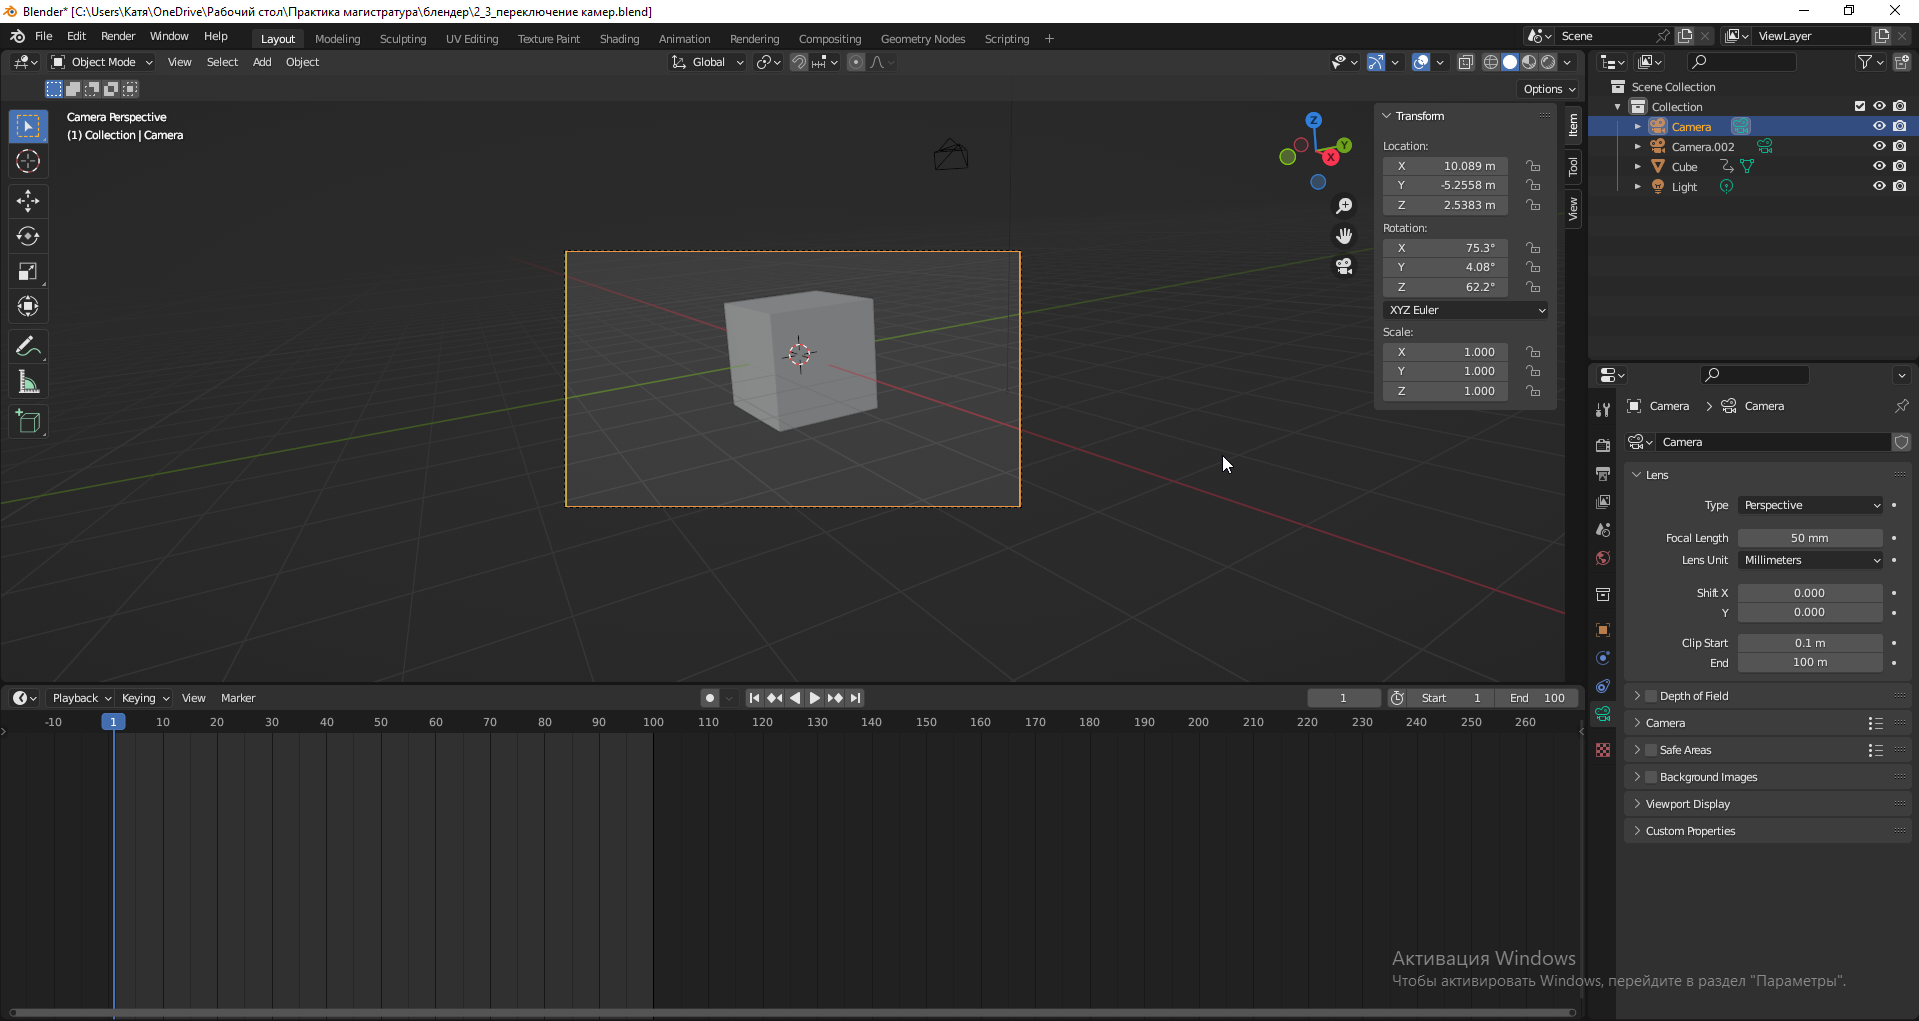 Blender* [C:\Users\Катя\OneDrive\Рабочий стол\Практика магистратура\блендер\2_3_переключение камер.blend]
File Edit Render Window Help Layout Modeling Sculpting UV Editing Texture Paint Shading Animation Rendering Compositing Geometry Nodes Scripting + Scene ViewLayer
Object Mode View Select Add Object Global
Options
Camera Perspective
(1) Collection | Camera
Z
Y
X
Transform
Location:
X 10.089 m
Y -5.2558 m
Z 2.5383 m
Rotation:
X 75.3°
Y 4.08°
Z 62.2°
XYZ Euler
Scale:
X 1.000
Y 1.000
Z 1.000
Item
Tool
View
Scene Collection
Collection
Camera
Camera.002
Cube
Light
Camera > Camera
Camera
Lens
Type Perspective
Focal Length 50 mm
Lens Unit Millimeters
Shift X 0.000
Y 0.000
Clip Start 0.1 m
End 100 m
Depth of Field
Camera
Safe Areas
Background Images
Viewport Display
Custom Properties
Playback Keying View Marker 1 Start 1 End 100
-10 1 10 20 30 40 50 60 70 80 90 100 110 120 130 140 150 160 170 180 190 200 210 220 230 240 250 260
Активация Windows
Чтобы активировать Windows, перейдите в раздел "Параметры".